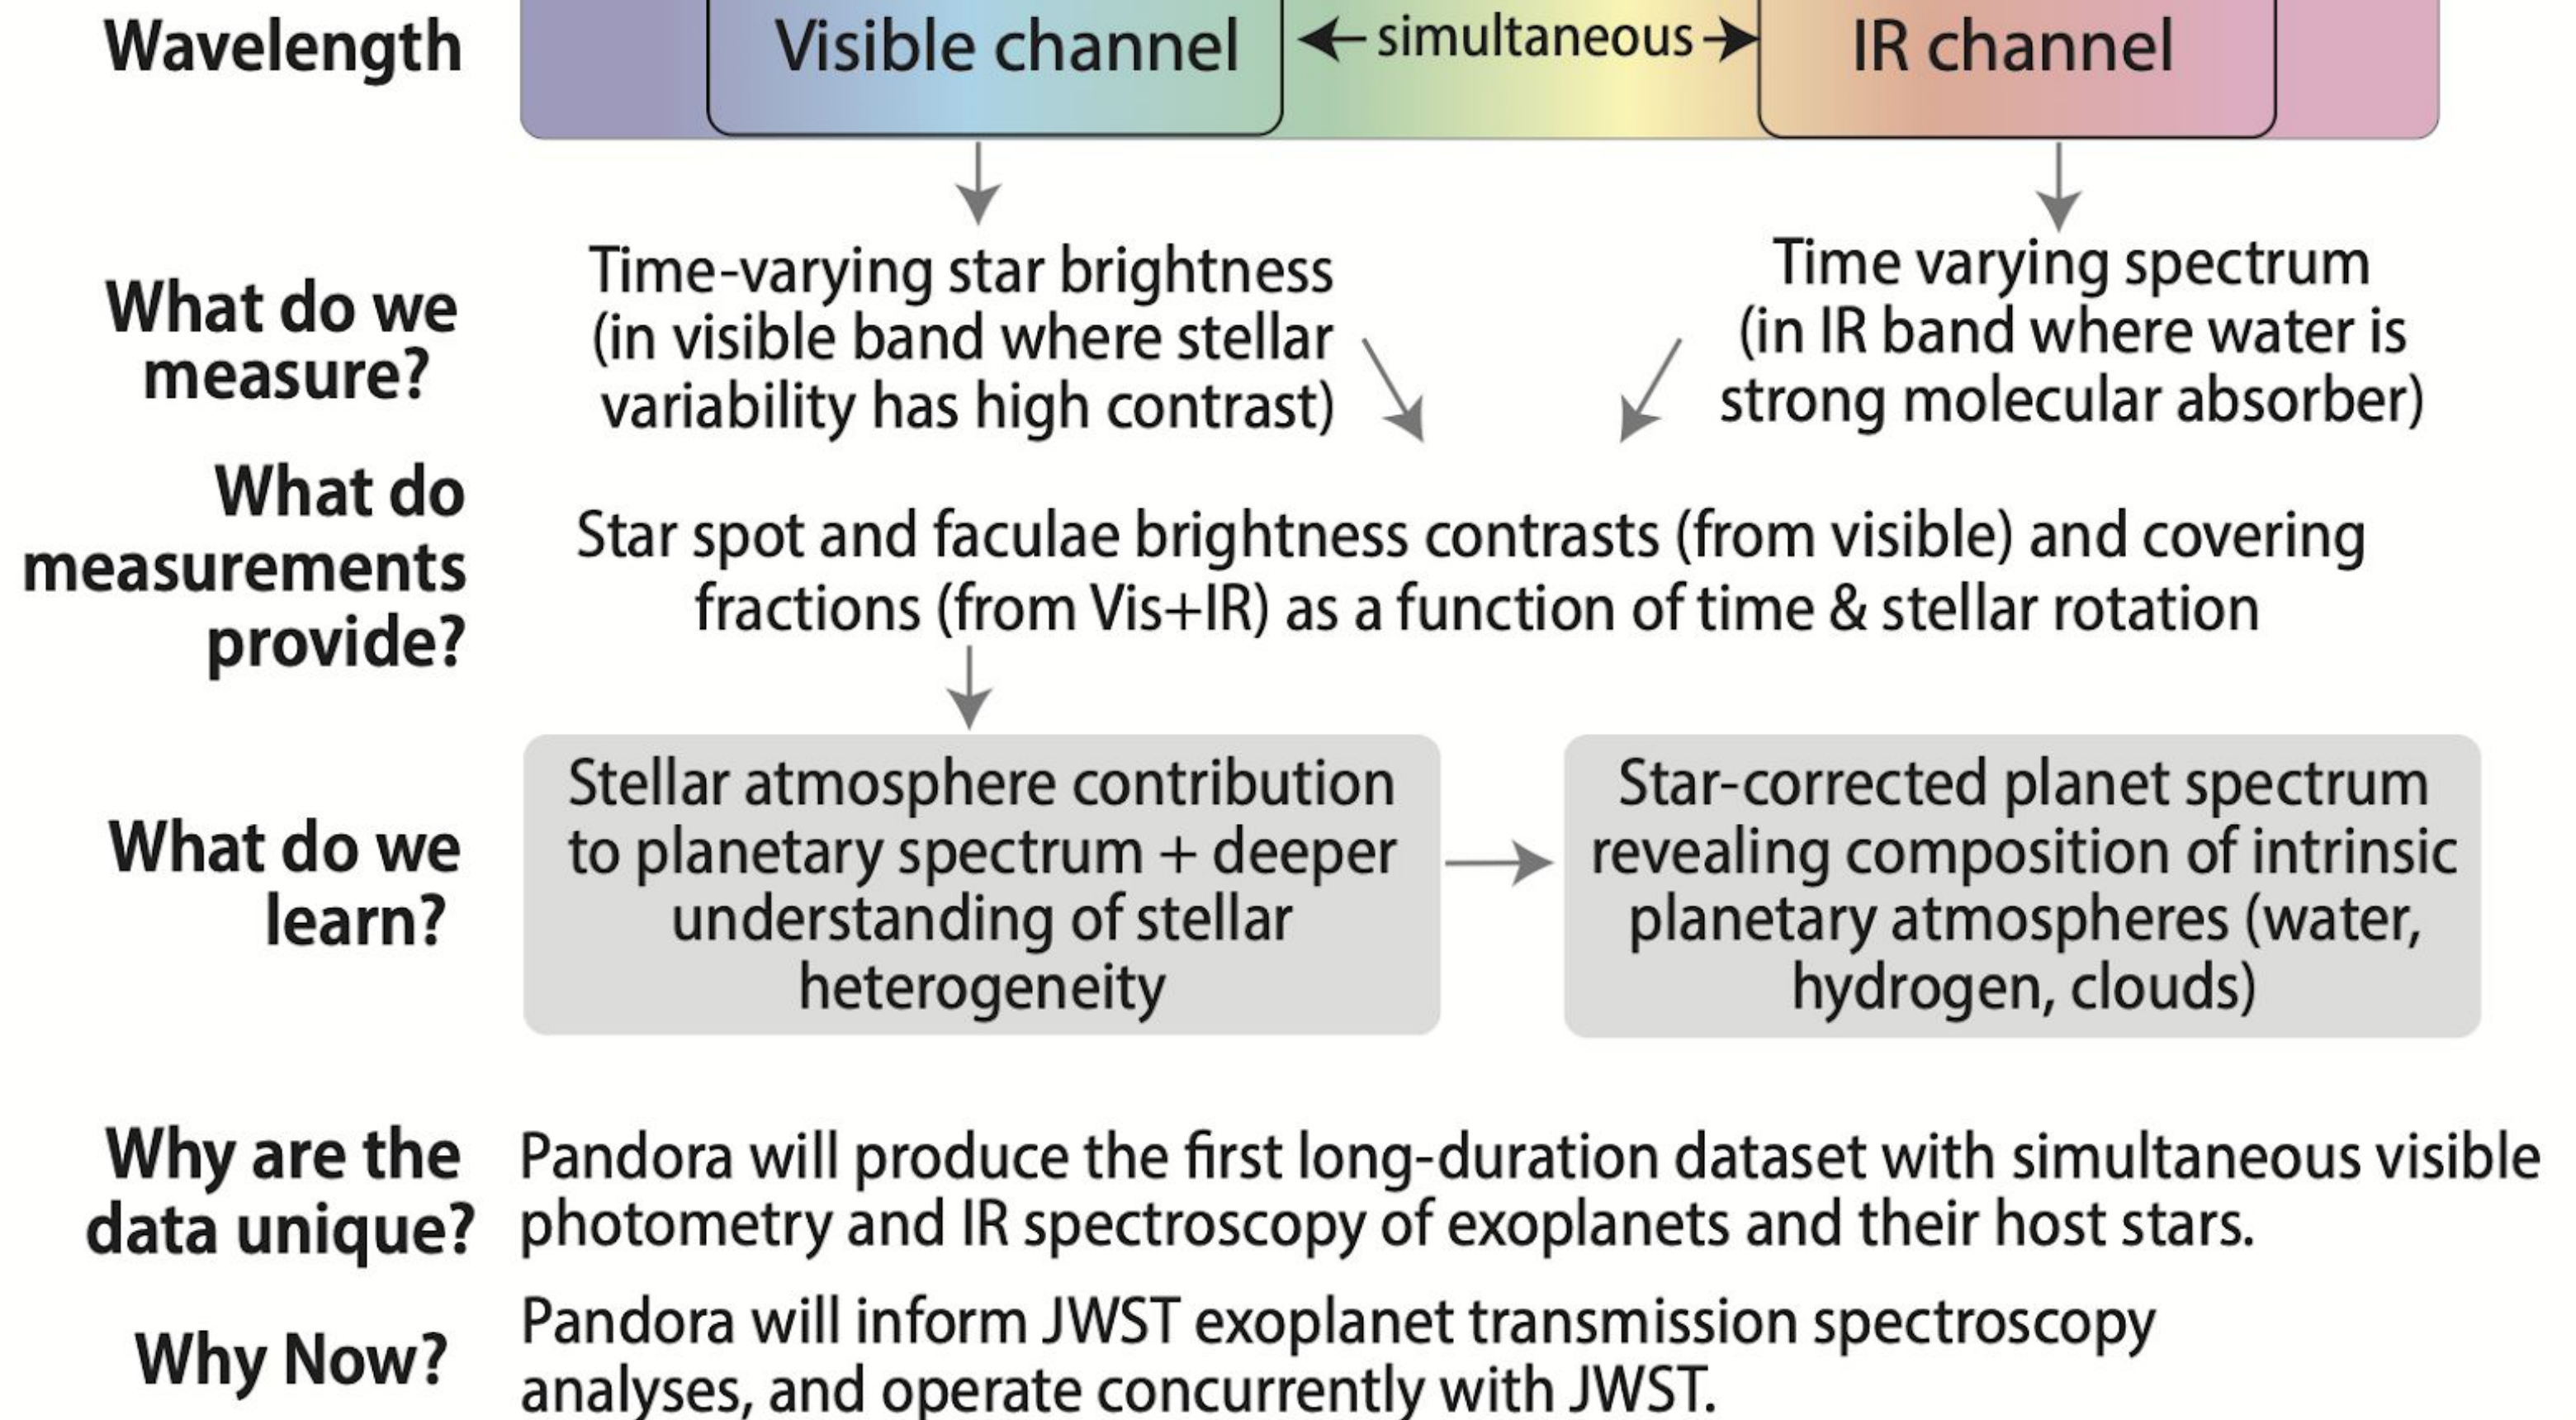 Wavelength
Visible channel
simultaneous
IR channel
What do we
measure?
Time-varying star brightness
(in visible band where stellar
variability has high contrast)
Time varying spectrum
(in IR band where water is
strong molecular absorber)
What do
measurements
provide?
Star spot and faculae brightness contrasts (from visible) and covering
fractions (from Vis+IR) as a function of time & stellar rotation
What do we
learn?
Stellar atmosphere contribution
to planetary spectrum + deeper
understanding of stellar
heterogeneity
Star-corrected planet spectrum
revealing composition of intrinsic
planetary atmospheres (water,
hydrogen, clouds)
Why are the
data unique?
Pandora will produce the first long-duration dataset with simultaneous visible
photometry and IR spectroscopy of exoplanets and their host stars.
Why Now?
Pandora will inform JWST exoplanet transmission spectroscopy
analyses, and operate concurrently with JWST.